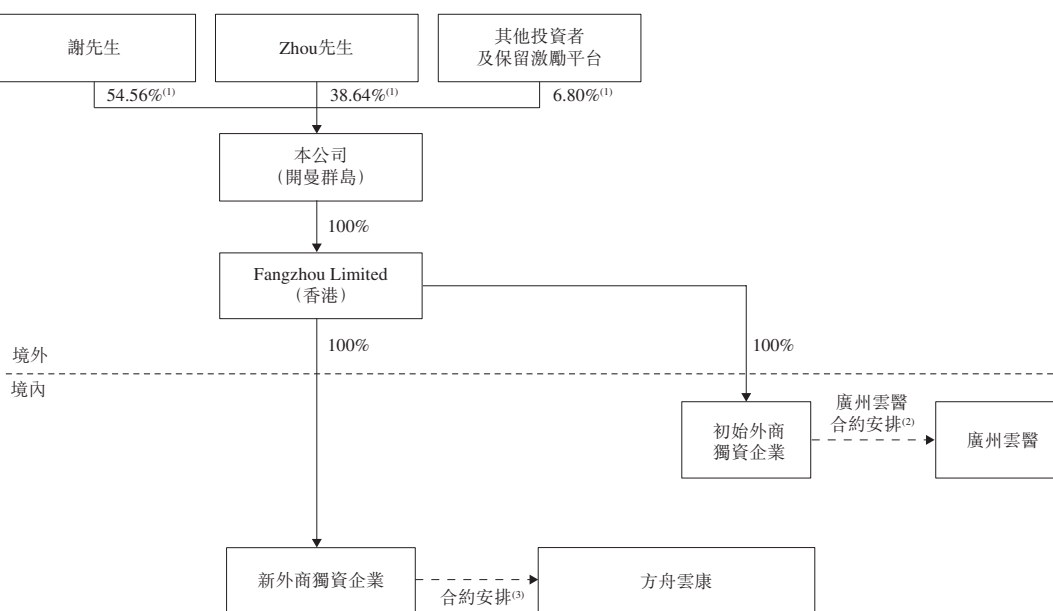 謝先生
Zhou先生
其他投資者
及保留激勵平台
54.56%(1)
38.64%(1)
6.80%(1)
本公司
（開曼群島）
100%
Fangzhou Limited
（香港）
100%
100%
境外
境內
初始外商
獨資企業
廣州雲醫
合約安排(2)
廣州雲醫
新外商獨資企業
合約安排(3)
方舟雲康